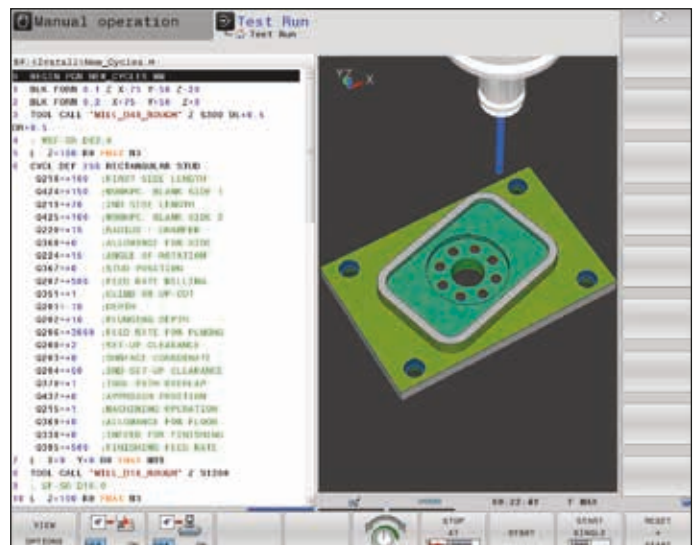 Manual operation
Test Run
Test Run
YZ X
0 BEGIN PGM NEW_CYCLES MM
1 BLK FORM 0.1 Z X-75 Y-50 Z-20
2 BLK FORM 0.2 X+75 Y+50 Z+0
3 TOOL CALL "MILL_D40_ROUGH" Z
5 L Z+100 R0 FMAX M3
6 CYCL DEF 256 RECTANGULAR STUD
Q218=+100 ;FIRST SIDE LENGTH
Q424=+150 ;WORKPC. BLANK SIDE 1
Q219=+70 ;2ND SIDE LENGTH
Q425=+100 ;WORKPC. BLANK SIDE 2
Q220=+15 ;RADIUS / CHAMFER
Q368=+0 ;ALLOWANCE FOR SIDE
Q224=+15 ;ANGLE OF ROTATION
Q367=+0 ;STUD POSITION
Q207=+500 ;FEED RATE MILLING
Q351=+1 ;CLIMB OR UP-CUT
Q201=-10 ;DEPTH
Q202=+10 ;PLUNGING DEPTH
Q206=+3000 ;FEED RATE FOR PLNGNG
Q200=+2 ;SET-UP CLEARANCE
Q203=+0 ;SURFACE COORDINATE
Q204=+50 ;2ND SET-UP CLEARANCE
Q370=+1 ;TOOL PATH OVERLAP
Q437=+0 ;APPROACH POSITION
Q215=+1 ;MACHINING OPERATION
Q369=+0 ;ALLOWANCE FOR FLOOR
Q338=+0 ;INFEED FOR FINISHING
Q385=+500 ;FINISHING FEED RATE
7 L X+0 Y+0 R0 FMAX M99
8 TOOL CALL "MILL_D16_ROUGH" Z
10 L Z+100 R0 FMAX M3
F MAX
VIEW
OPTIONS
STOP
AT
START
START
SINGLE
RESET
+
START